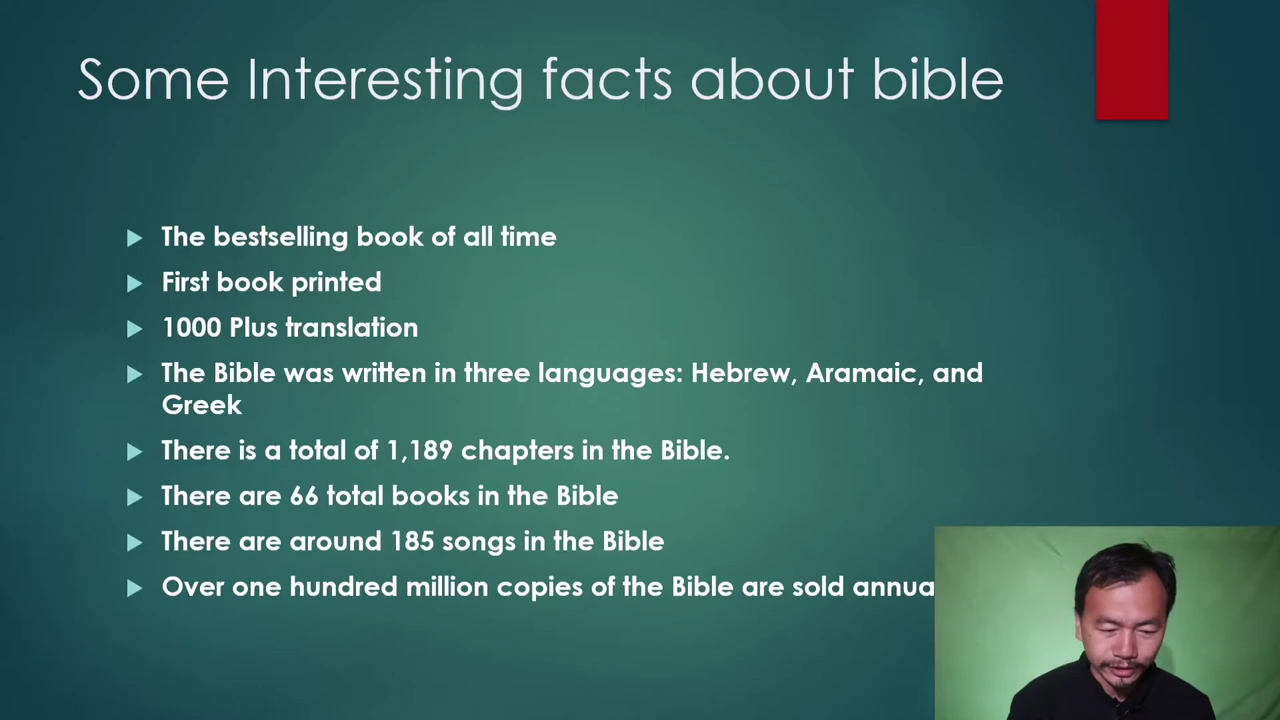 Some Interesting facts about bible
The bestselling book of all time
First book printed
1000 Plus translation
The Bible was written in three languages: Hebrew, Aramaic, and
Greek
There is a total of 1,189 chapters in the Bible.
There are 66 total books in the Bible
There are around 185 songs in the Bible
Over one hundred million copies of the Bible are sold